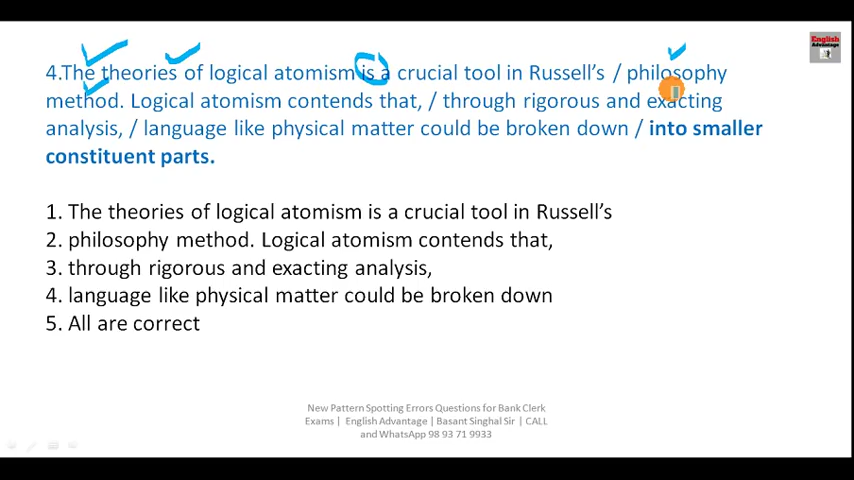 English
Advantage
4.The theories of logical atomism is a crucial tool in Russell's / philosophy
method. Logical atomism contends that, / through rigorous and exacting
analysis, / language like physical matter could be broken down / into smaller
constituent parts.
1. The theories of logical atomism is a crucial tool in Russell's
2. philosophy method. Logical atomism contends that,
3. through rigorous and exacting analysis,
4. language like physical matter could be broken down
5. All are correct
New Pattern Spotting Errors Questions for Bank Clerk
Exams | English Advantage | Basant Singhal Sir | CALL
and WhatsApp 98 93 71 9933